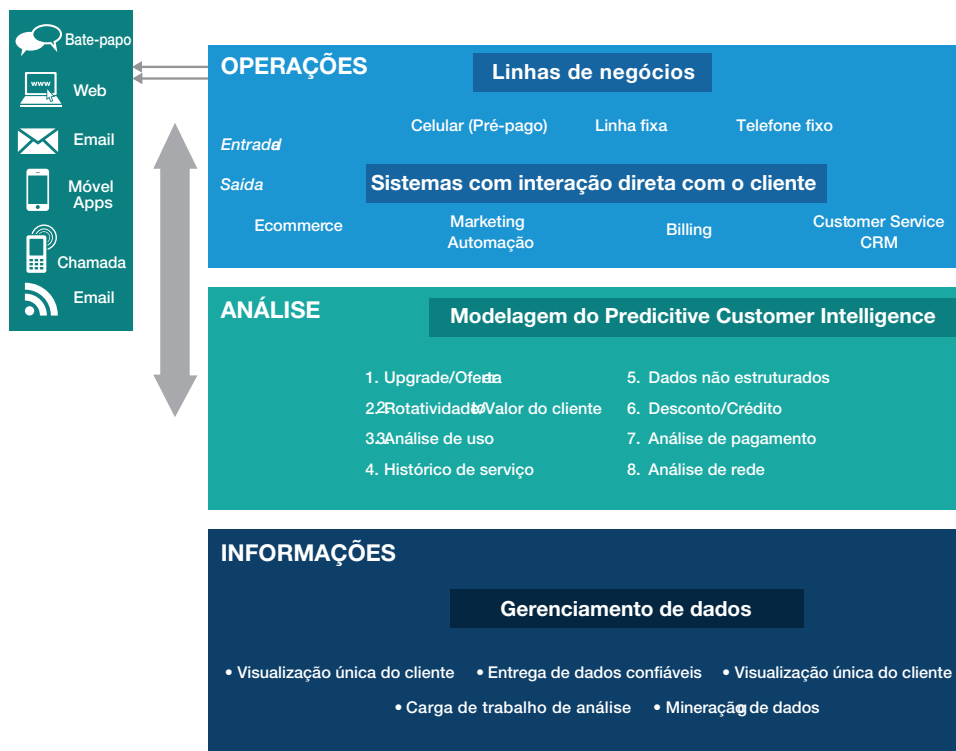 Bate-papo
www
Web
Email
Móvel
Apps
Chamada
Email
OPERAÇÕES
Linhas de negócios
Celular (Pré-pago) Linha fixa Telefone fixo
Entrada
Saída
Sistemas com interação direta com o cliente
Ecommerce
Marketing
Automação
Billing
Customer Service
CRM
ANÁLISE
Modelagem do Predicitive Customer Intelligence
1. Upgrade/Oferta
2. Rotatividade/Valor do cliente
3. Análise de uso
4. Histórico de serviço
5. Dados não estruturados
6. Desconto/Crédito
7. Análise de pagamento
8. Análise de rede
INFORMAÇÕES
Gerenciamento de dados
• Visualização única do cliente • Entrega de dados confiáveis • Visualização única do cliente
• Carga de trabalho de análise • Mineração de dados